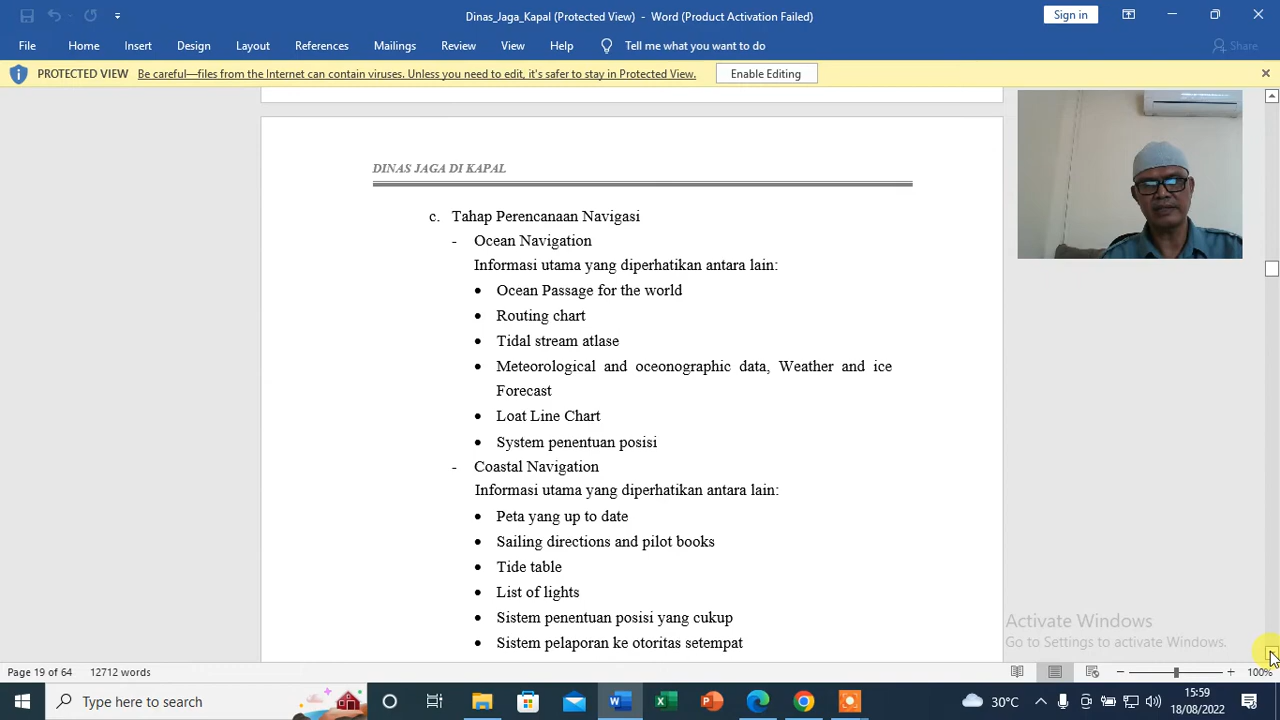 Dinas_Jaga_Kapal (Protected View) - Word (Product Activation Failed)
Sign in
File Home Insert Design Layout References Mailings Review View Help Tell me what you want to do Share
PROTECTED VIEW Be careful—files from the Internet can contain viruses. Unless you need to edit, it's safer to stay in Protected View. Enable Editing
DINAS JAGA DI KAPAL
c. Tahap Perencanaan Navigasi
- Ocean Navigation
Informasi utama yang diperhatikan antara lain:
• Ocean Passage for the world
• Routing chart
• Tidal stream atlase
• Meteorological and oceonographic data, Weather and ice
Forecast
• Loat Line Chart
• System penentuan posisi
- Coastal Navigation
Informasi utama yang diperhatikan antara lain:
• Peta yang up to date
• Sailing directions and pilot books
• Tide table
• List of lights
• Sistem penentuan posisi yang cukup
• Sistem pelaporan ke otoritas setempat
Activate Windows
Go to Settings to activate Windows.
Page 19 of 64 12712 words 100%
Type here to search 30°C 15:59
18/08/2022